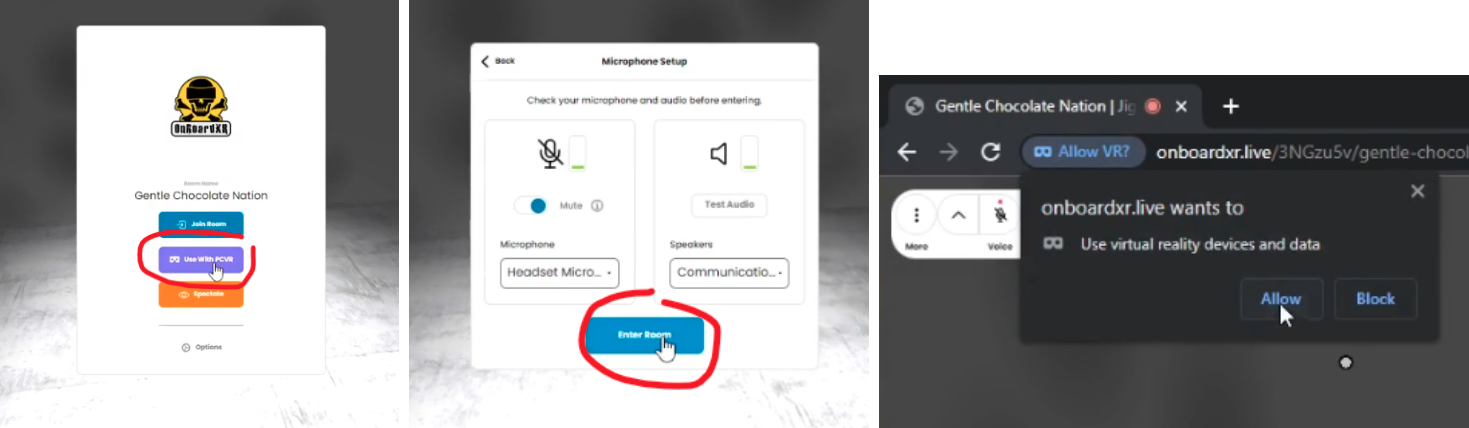 OnBoardXR
Room Name
Gentle Chocolate Nation
Join Room
Use With PCVR
Spectate
Options
Back
Microphone Setup
Check your microphone and audio before entering.
Mute
Test Audio
Microphone
Speakers
Headset Micro...
Communicatio...
Enter Room
Gentle Chocolate Nation | Jig
Allow VR?
onboardxr.live/3NGzu5v/gentle-chocol
onboardxr.live wants to
Use virtual reality devices and data
Allow
Block
More
Voice